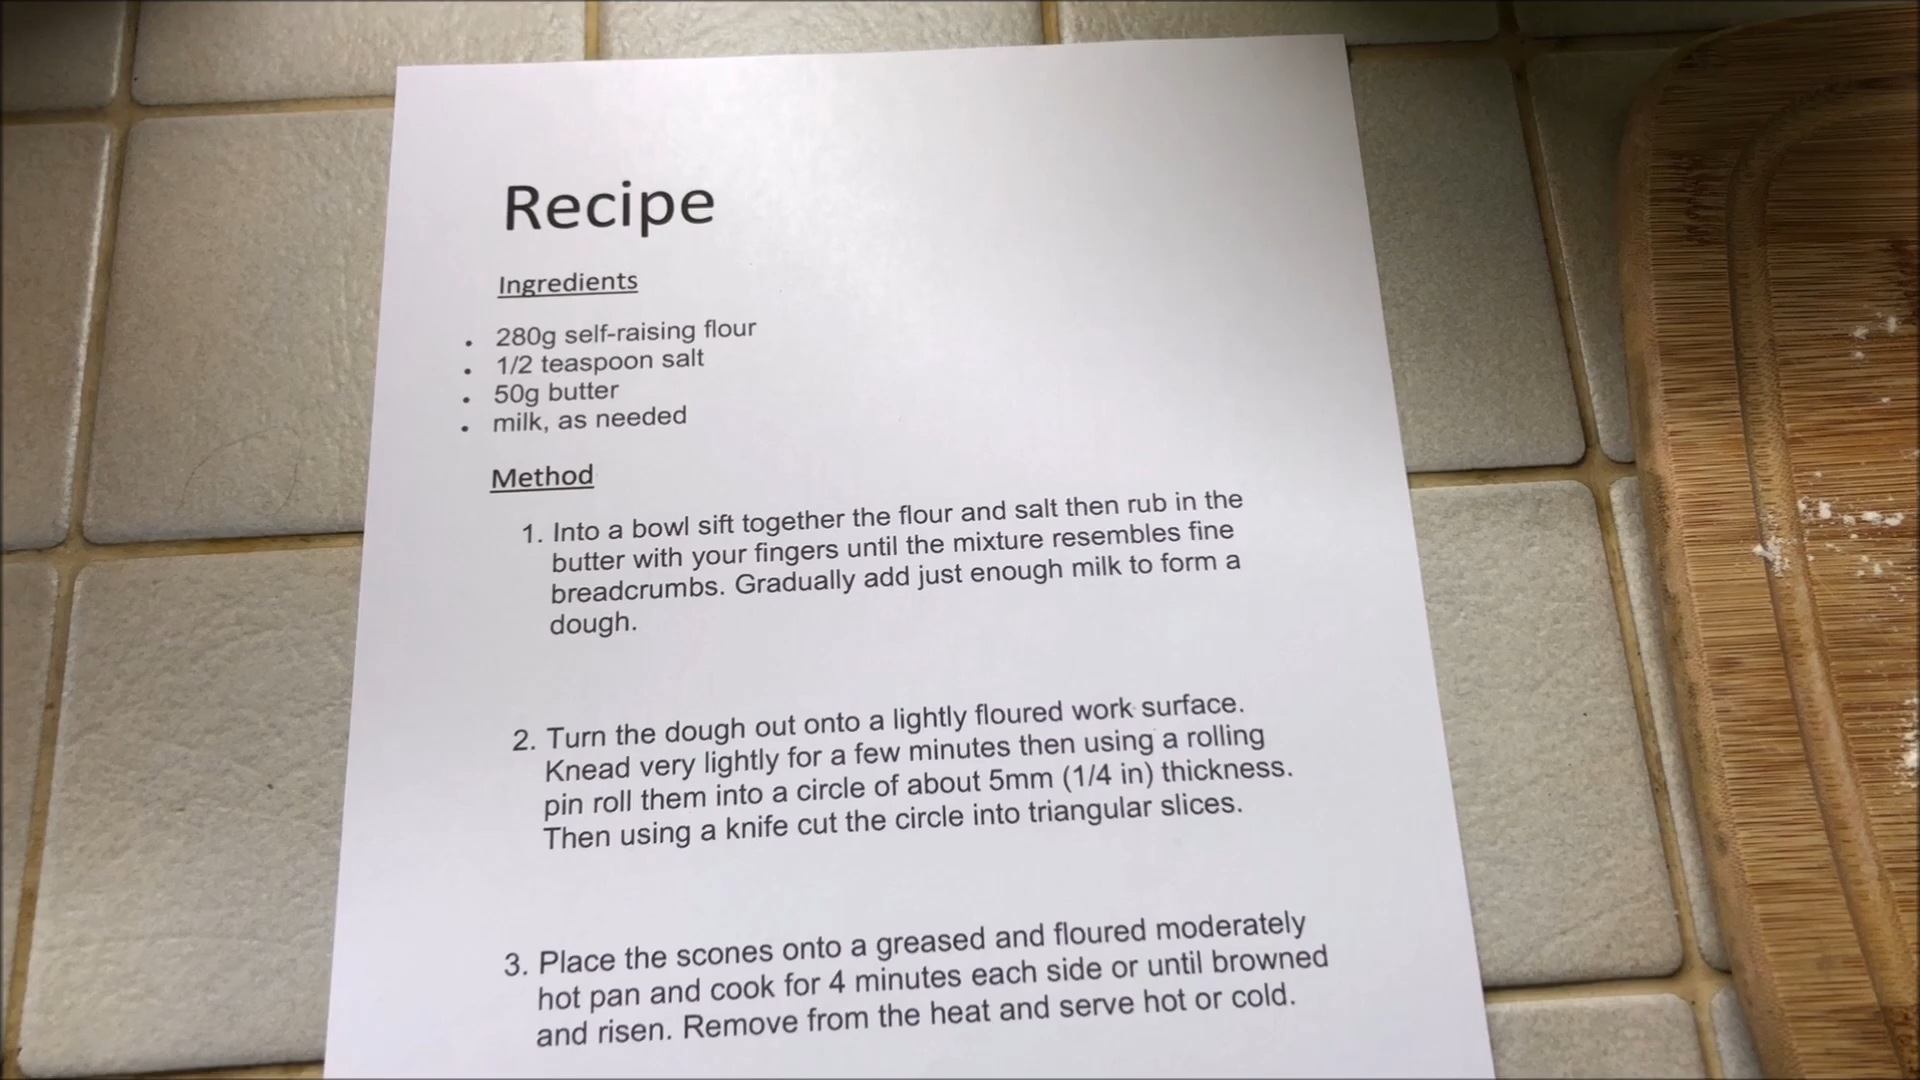 Recipe
Ingredients
• 280g self-raising flour
• 1/2 teaspoon salt
• 50g butter
• milk, as needed
Method
1. Into a bowl sift together the flour and salt then rub in the
butter with your fingers until the mixture resembles fine
breadcrumbs. Gradually add just enough milk to form a
dough.
2. Turn the dough out onto a lightly floured work surface.
Knead very lightly for a few minutes then using a rolling
pin roll them into a circle of about 5mm (1/4 in) thickness.
Then using a knife cut the circle into triangular slices.
3. Place the scones onto a greased and floured moderately
hot pan and cook for 4 minutes each side or until browned
and risen. Remove from the heat and serve hot or cold.